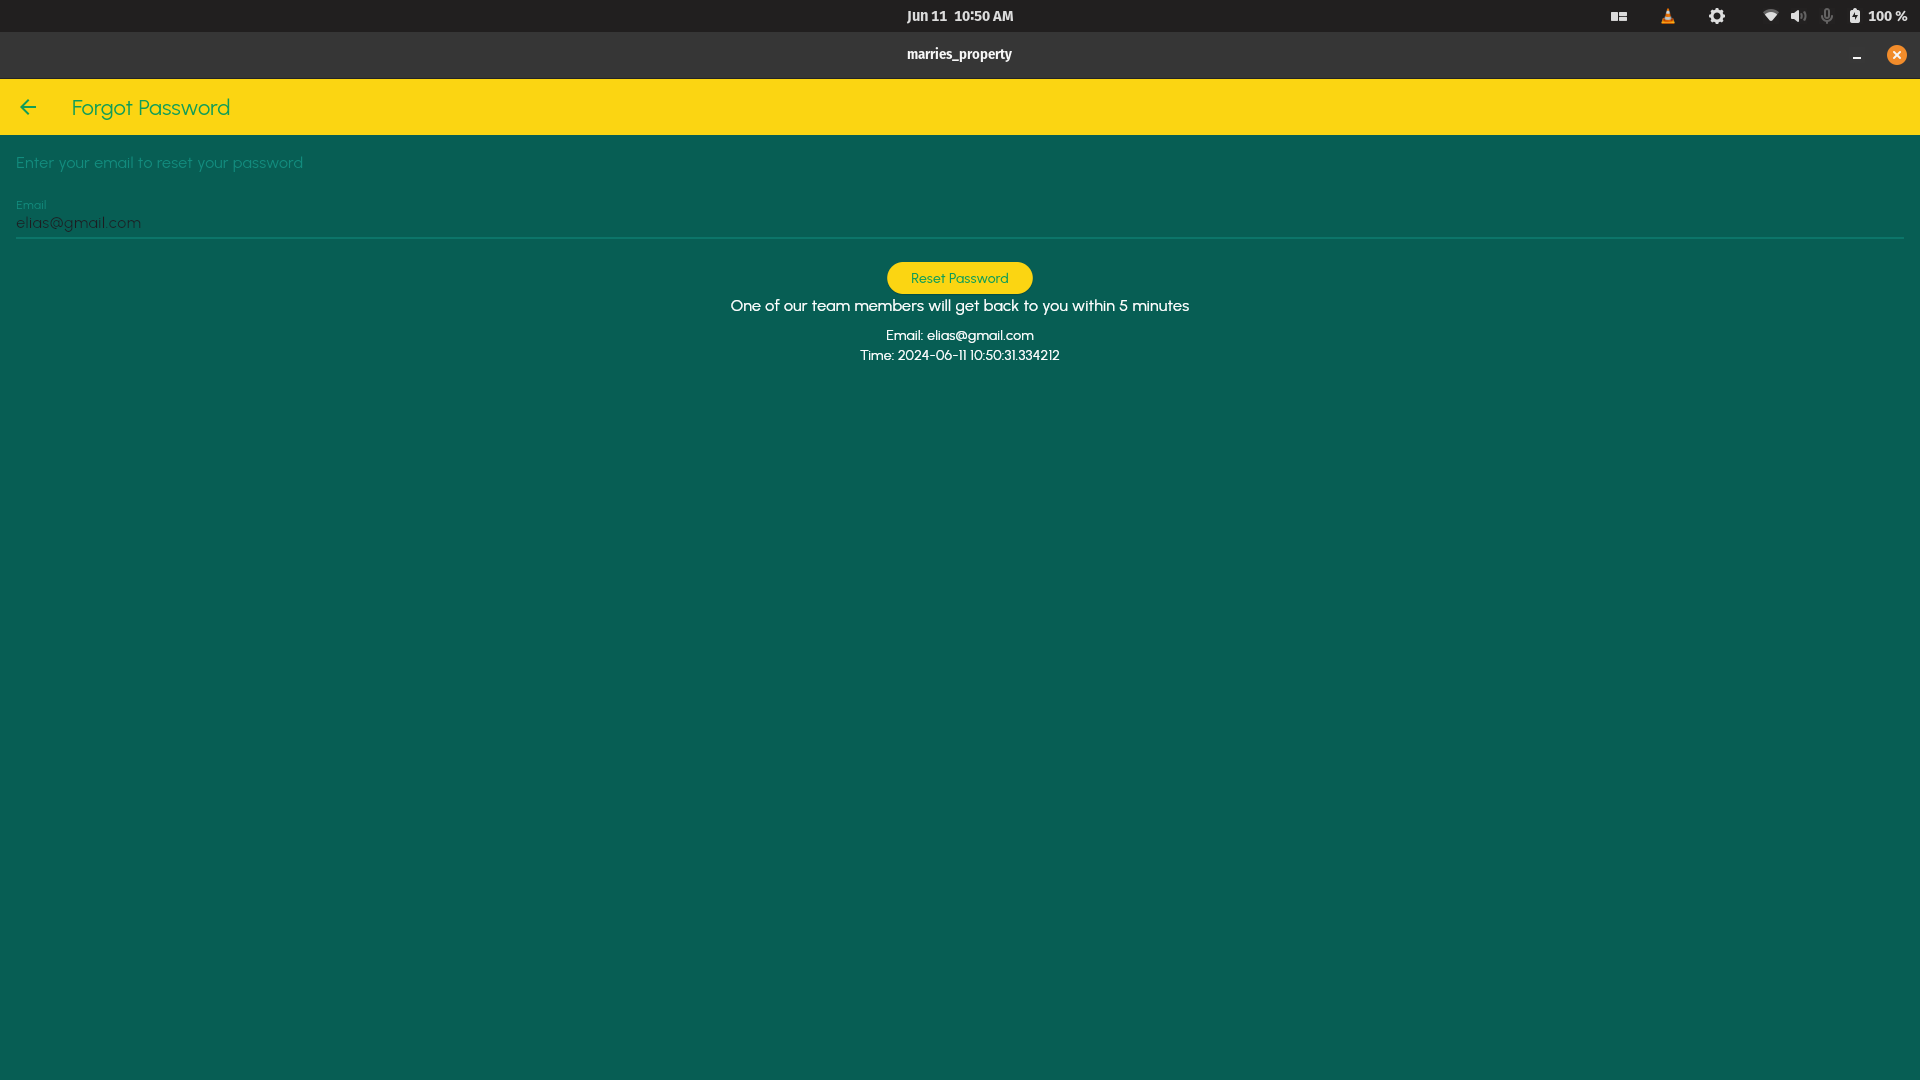 Jun 11 10:50 AM
100 %
marries_property
Forgot Password
Enter your email to reset your password
Email
elias@gmail.com
Reset Password
One of our team members will get back to you within 5 minutes
Email: elias@gmail.com
Time: 2024-06-11 10:50:31.334212